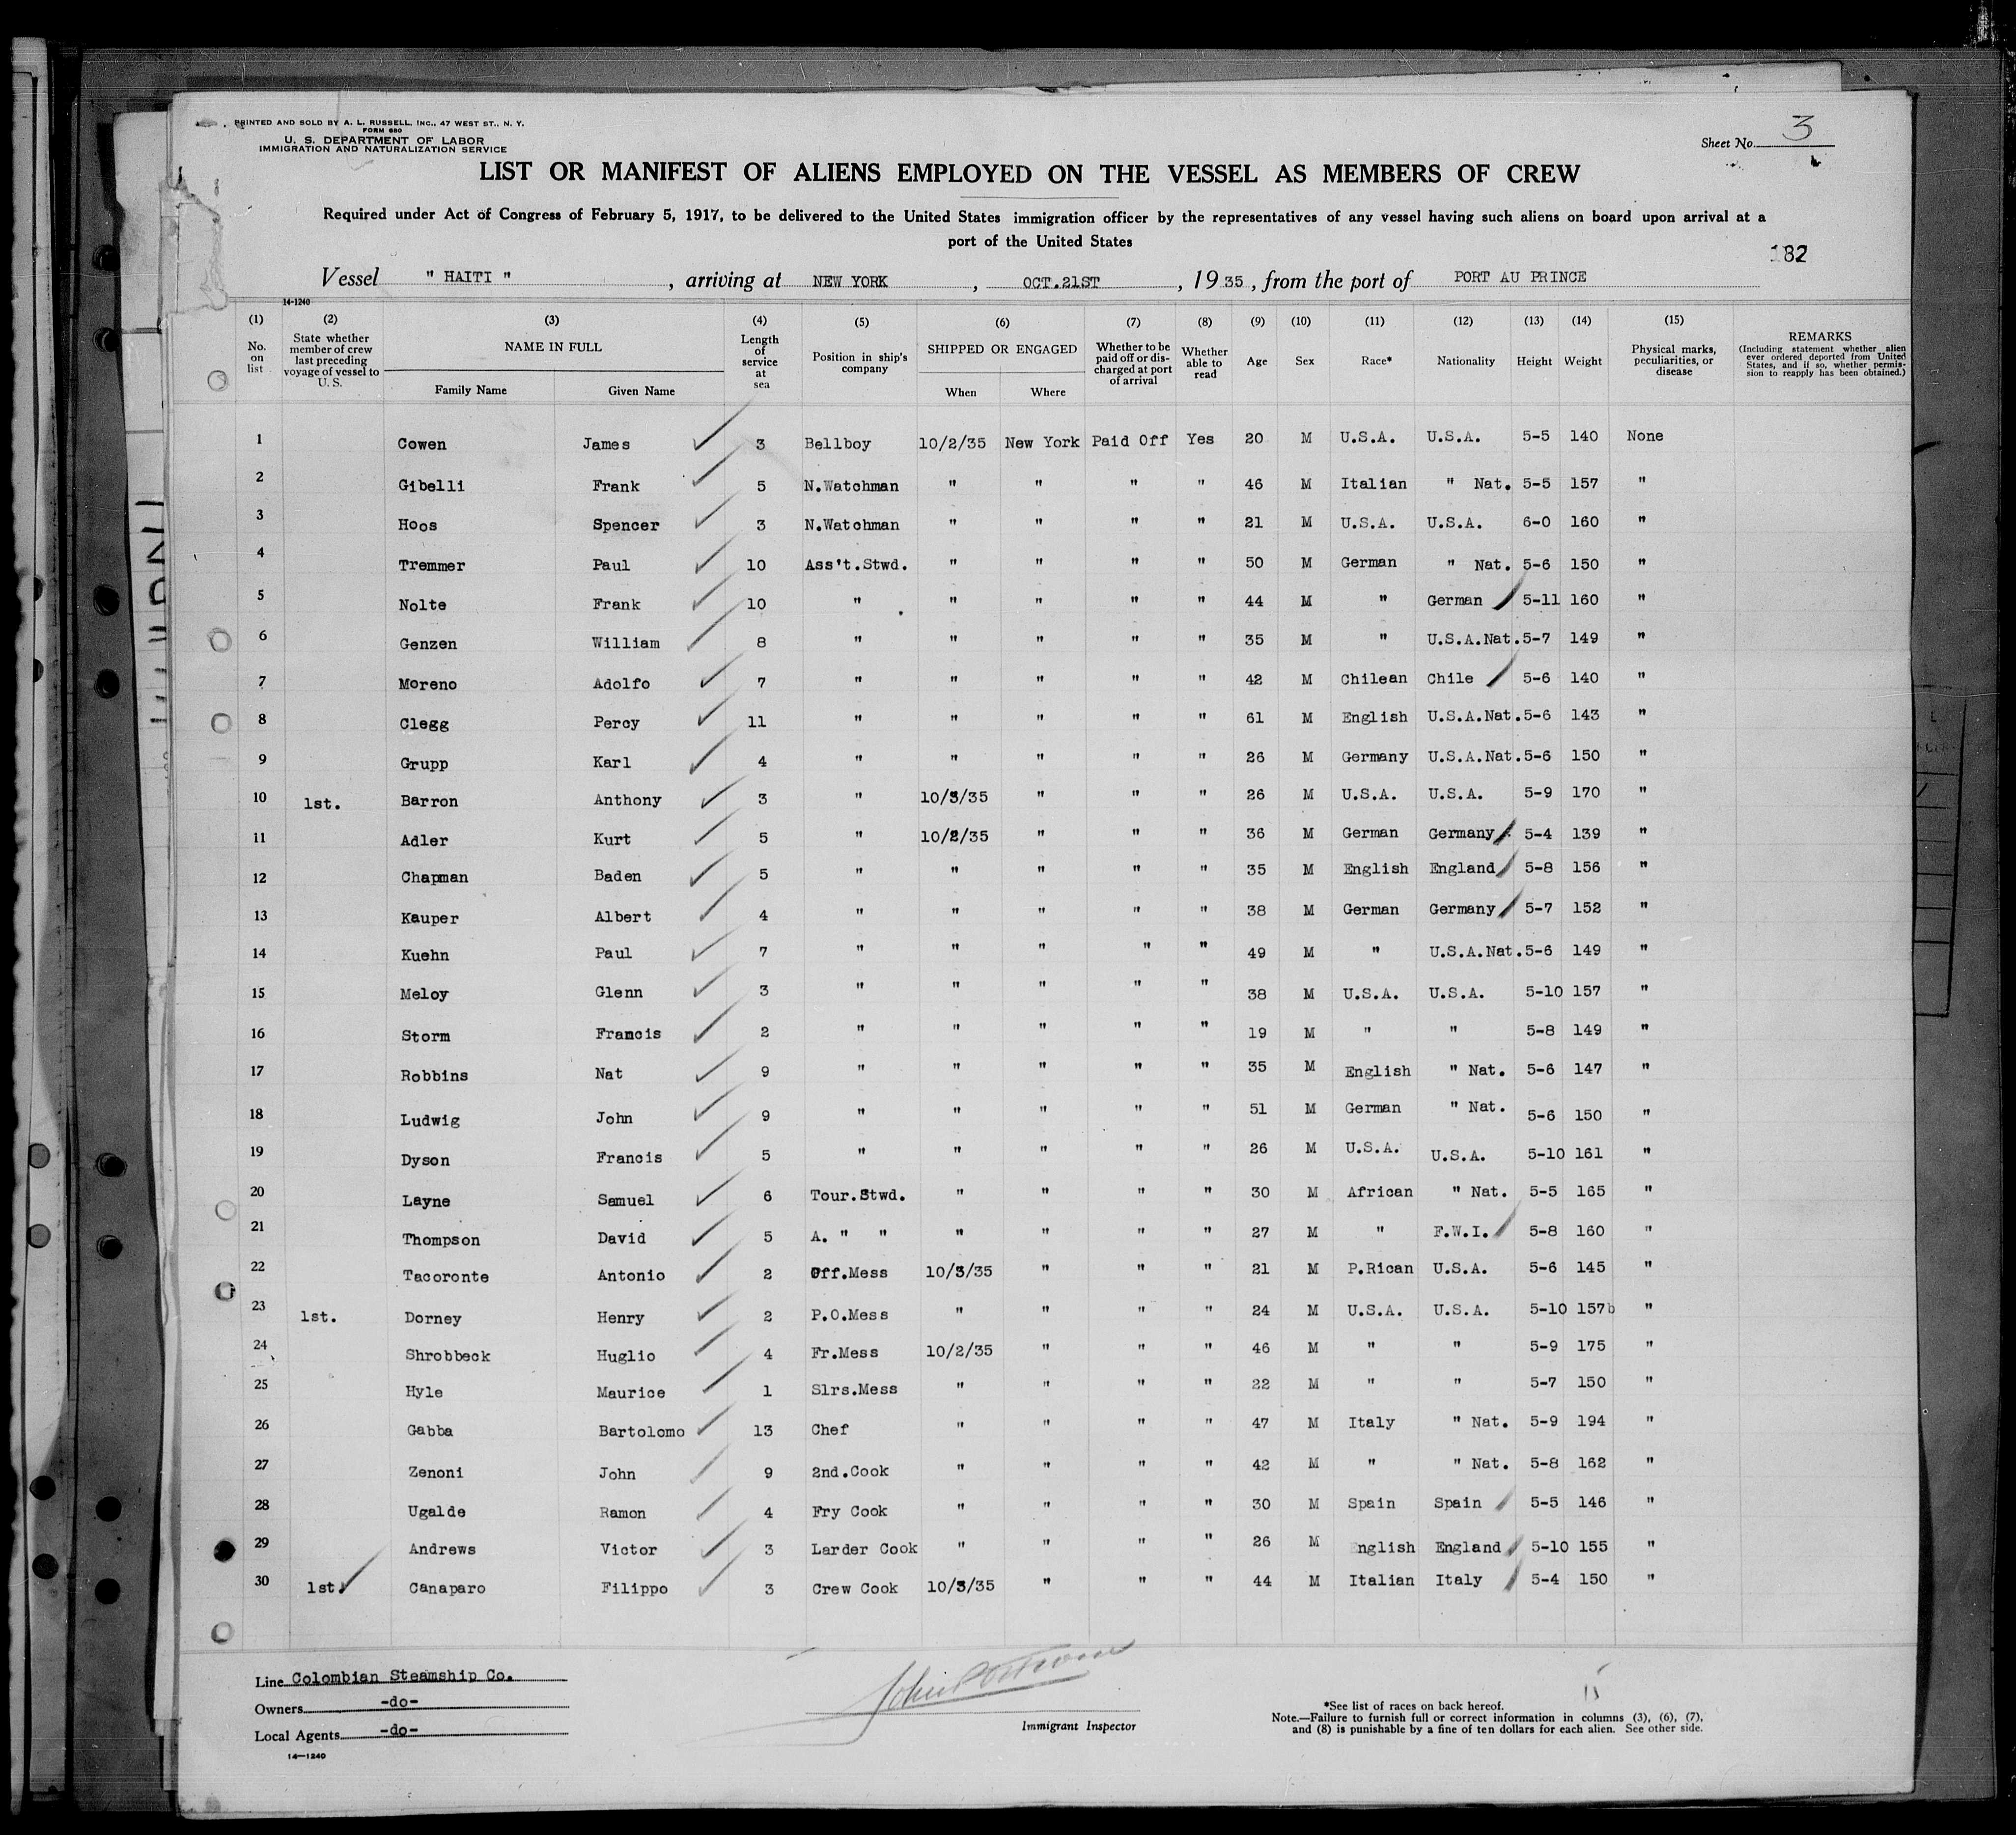 PRINTED AND SOLD BY A. L. RUSSELL, INC., 47 WEST ST., N. Y.
FORM 680
U. S. DEPARTMENT OF LABOR
IMMIGRATION AND NATURALIZATION SERVICE
Sheet No. 3
LIST OR MANIFEST OF ALIENS EMPLOYED ON THE VESSEL AS MEMBERS OF CREW
Required under Act of Congress of February 5, 1917, to be delivered to the United States immigration officer by the representatives of any vessel having such aliens on board upon arrival at a
port of the United States
182
Vessel " HAITI " , arriving at NEW YORK , OCT.21ST , 1935 , from the port of PORT AU PRINCE
14-1240
(1) (2) (3) (4) (5) (6) (7) (8) (9) (10) (11) (12) (13) (14) (15)
No. on list State whether member of crew last preceding voyage of vessel to U. S. NAME IN FULL Family Name Given Name Length of service at sea Position in ship's company SHIPPED OR ENGAGED When Where Whether to be paid off or discharged at port of arrival Whether able to read Age Sex Race* Nationality Height Weight Physical marks, peculiarities, or disease REMARKS (Including statement whether alien ever ordered deported from United States, and if so, whether permission to reapply has been obtained.)
1 Cowen James 3 Bellboy 10/2/35 New York Paid Off Yes 20 M U.S.A. U.S.A. 5-5 140 None
2 Gibelli Frank 5 N.Watchman " " " " 46 M Italian " Nat. 5-5 157 "
3 Hoos Spencer 3 N.Watchman " " " " 21 M U.S.A. U.S.A. 6-0 160 "
4 Tremmer Paul 10 Ass't.Stwd. " " " " 50 M German " Nat. 5-6 150 "
5 Nolte Frank 10 " " " " " 44 M " German 5-11 160 "
6 Genzen William 8 " " " " " 35 M " U.S.A.Nat. 5-7 149 "
7 Moreno Adolfo 7 " " " " " 42 M Chilean Chile 5-6 140 "
8 Clegg Percy 11 " " " " " 61 M English U.S.A.Nat. 5-6 143 "
9 Grupp Karl 4 " " " " " 26 M Germany U.S.A.Nat. 5-6 150 "
10 1st. Barron Anthony 3 " 10/3/35 " " " 26 M U.S.A. U.S.A. 5-9 170 "
11 Adler Kurt 5 " 10/2/35 " " " 36 M German Germany 5-4 139 "
12 Chapman Baden 5 " " " " " 35 M English England 5-8 156 "
13 Kauper Albert 4 " " " " " 38 M German Germany 5-7 152 "
14 Kuehn Paul 7 " " " " " 49 M " U.S.A.Nat. 5-6 149 "
15 Meloy Glenn 3 " " " " " 38 M U.S.A. U.S.A. 5-10 157 "
16 Storm Francis 2 " " " " " 19 M " " 5-8 149 "
17 Robbins Nat 9 " " " " " 35 M English " Nat. 5-6 147 "
18 Ludwig John 9 " " " " " 51 M German " Nat. 5-6 150 "
19 Dyson Francis 5 " " " " " 26 M U.S.A. U.S.A. 5-10 161 "
20 Layne Samuel 6 Tour.Stwd. " " " " 30 M African " Nat. 5-5 165 "
21 Thompson David 5 A. " " " " " " 27 M " F.W.I. 5-8 160 "
22 Tacoronte Antonio 2 Off.Mess 10/3/35 " " " 21 M P.Rican U.S.A. 5-6 145 "
23 1st. Dorney Henry 2 P.O.Mess " " " " 24 M U.S.A. U.S.A. 5-10 157b "
24 Shrobbeck Huglio 4 Fr.Mess 10/2/35 " " " 46 M " " 5-9 175 "
25 Hyle Maurice 1 Slrs.Mess " " " " 22 M " " 5-7 150 "
26 Gabba Bartolomo 13 Chef " " " " 47 M Italy " Nat. 5-9 194 "
27 Zenoni John 9 2nd.Cook " " " " 42 M " " Nat. 5-8 162 "
28 Ugalde Ramon 4 Fry Cook " " " " 30 M Spain Spain 5-5 146 "
29 Andrews Victor 3 Larder Cook " " " " 26 M English England 5-10 155 "
30 1st. Canaparo Filippo 3 Crew Cook 10/3/35 " " " 44 M Italian Italy 5-4 150 "
Line Colombian Steamship Co.
Owners -do-
Local Agents -do-
14-1240
Immigrant Inspector
*See list of races on back hereof.
Note.—Failure to furnish full or correct information in columns (3), (6), (7),
and (8) is punishable by a fine of ten dollars for each alien. See other side.